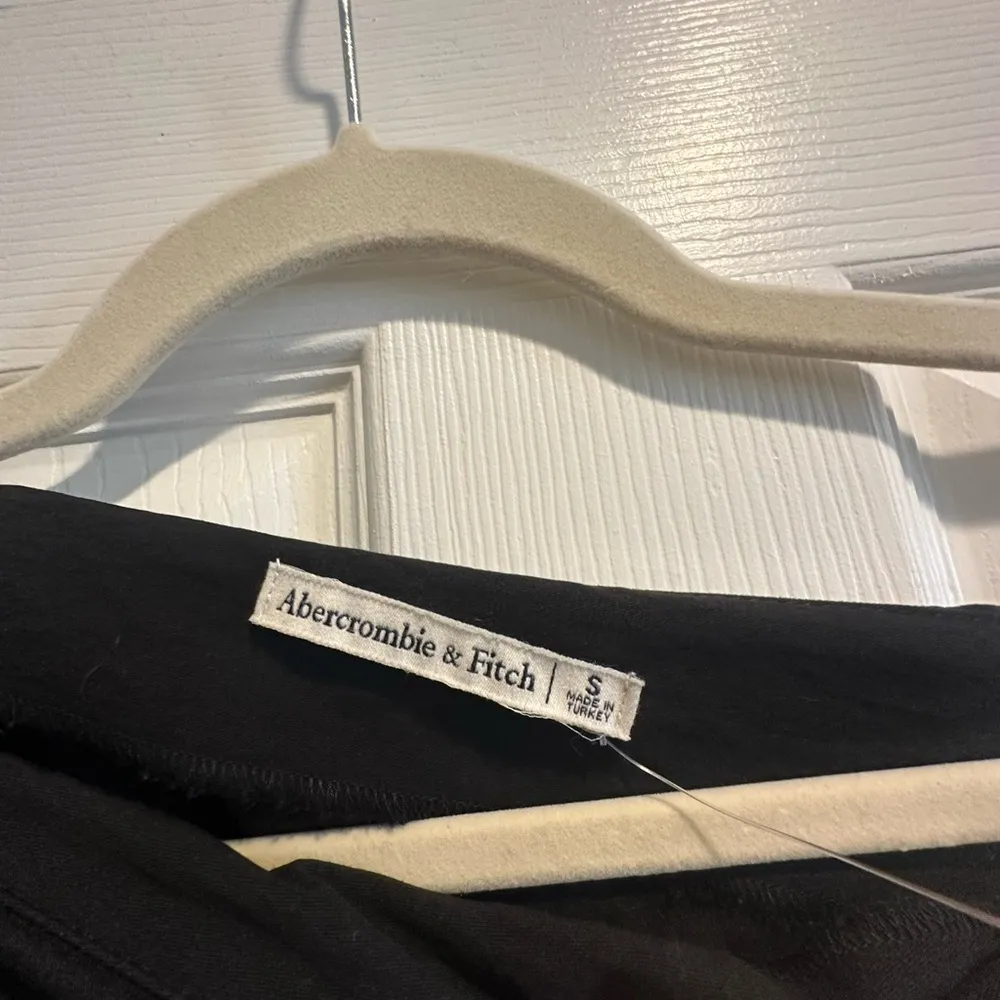 Abercrombie & Fitch | S
MADE IN
TURKEY